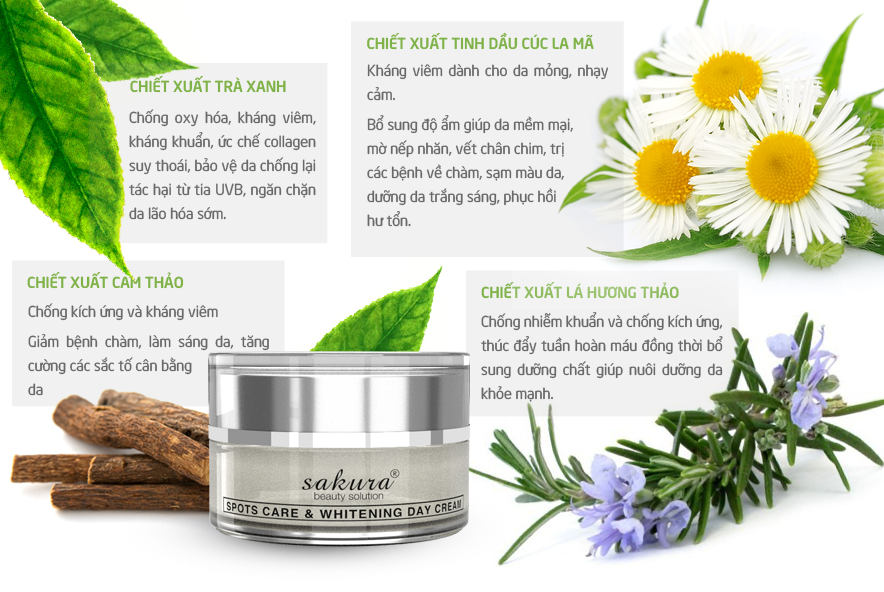 CHIẾT XUẤT TRÀ XANH
Chống oxy hóa, kháng viêm,
kháng khuẩn, ức chế collagen
suy thoái, bảo vệ da chống lại
tác hại từ tia UVB, ngăn chặn
da lão hóa sớm.
CHIẾT XUẤT TINH DẦU CÚC LA MÃ
Kháng viêm dành cho da mỏng, nhạy
cảm.
Bổ sung độ ẩm giúp da mềm mại,
mờ nếp nhăn, vết chân chim, trị
các bệnh về chàm, sạm màu da,
dưỡng da trắng sáng, phục hồi
hư tổn.
CHIẾT XUẤT CAM THẢO
Chống kích ứng và kháng viêm
Giảm bệnh chàm, làm sáng da, tăng
cường các sắc tố cân bằng
da
CHIẾT XUẤT LÁ HƯƠNG THẢO
Chống nhiễm khuẩn và chống kích ứng,
thúc đẩy tuần hoàn máu đồng thời bổ
sung dưỡng chất giúp nuôi dưỡng da
khỏe mạnh.
sakura®
beauty solution
SPOTS CARE & WHITENING DAY CREAM